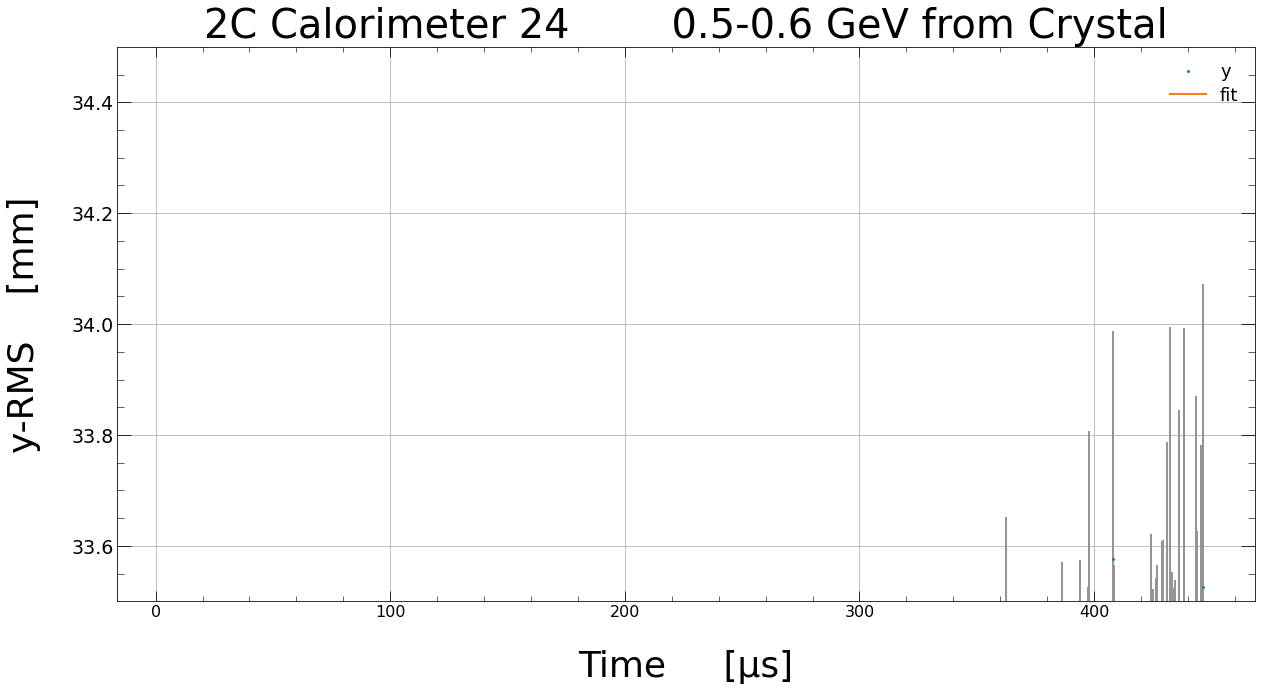 2C Calorimeter 24 0.5-0.6 GeV from Crystal
y
fit
y-RMS [mm]
34.4
34.2
34.0
33.8
33.6
0 100 200 300 400
Time [µs]